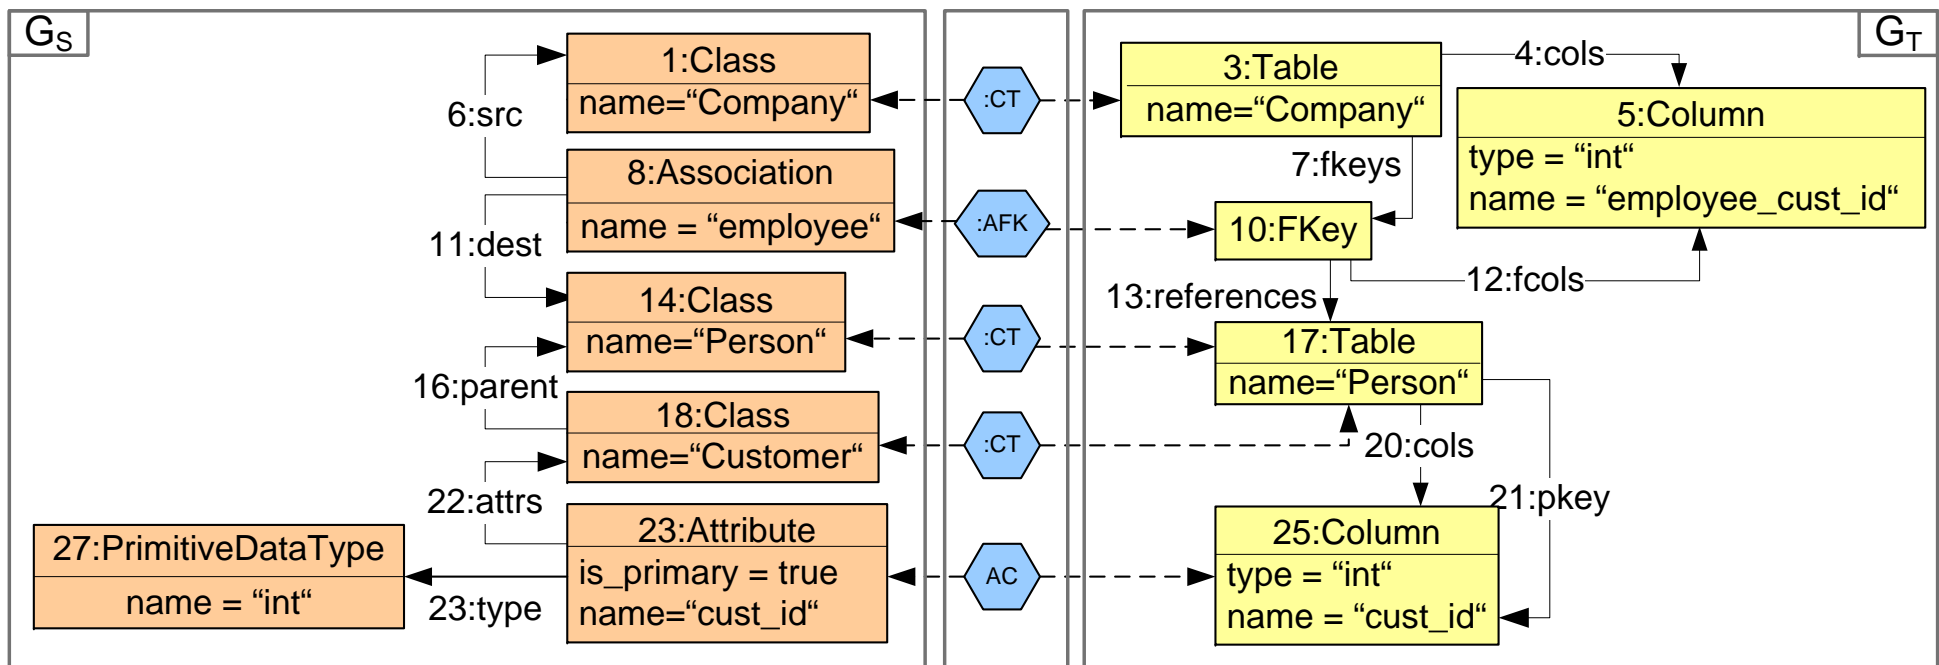 G_S
1:Class
name=“Company“
6:src
8:Association
name = “employee“
11:dest
14:Class
name=“Person“
16:parent
18:Class
name=“Customer“
22:attrs
23:Attribute
is_primary = true
name=“cust_id“
27:PrimitiveDataType
name = “int“
23:type
:CT
:AFK
:CT
:CT
AC
G_T
3:Table
name=“Company“
4:cols
5:Column
type = “int“
name = “employee_cust_id“
7:fkeys
10:FKey
12:fcols
13:references
17:Table
name=“Person“
20:cols
21:pkey
25:Column
type = “int“
name = “cust_id“